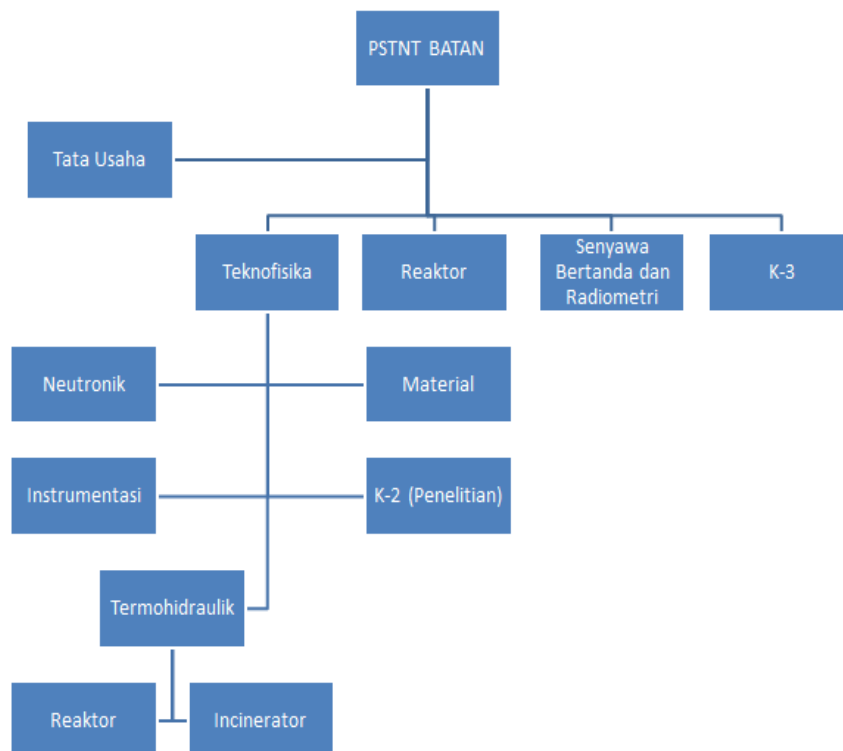 PSTNT BATAN
Tata Usaha
Teknofisika
Reaktor
Senyawa
Bertanda dan
Radiometri
K-3
Neutronik
Material
Instrumentasi
K-2 (Penelitian)
Termohidraulik
Reaktor
Incinerator